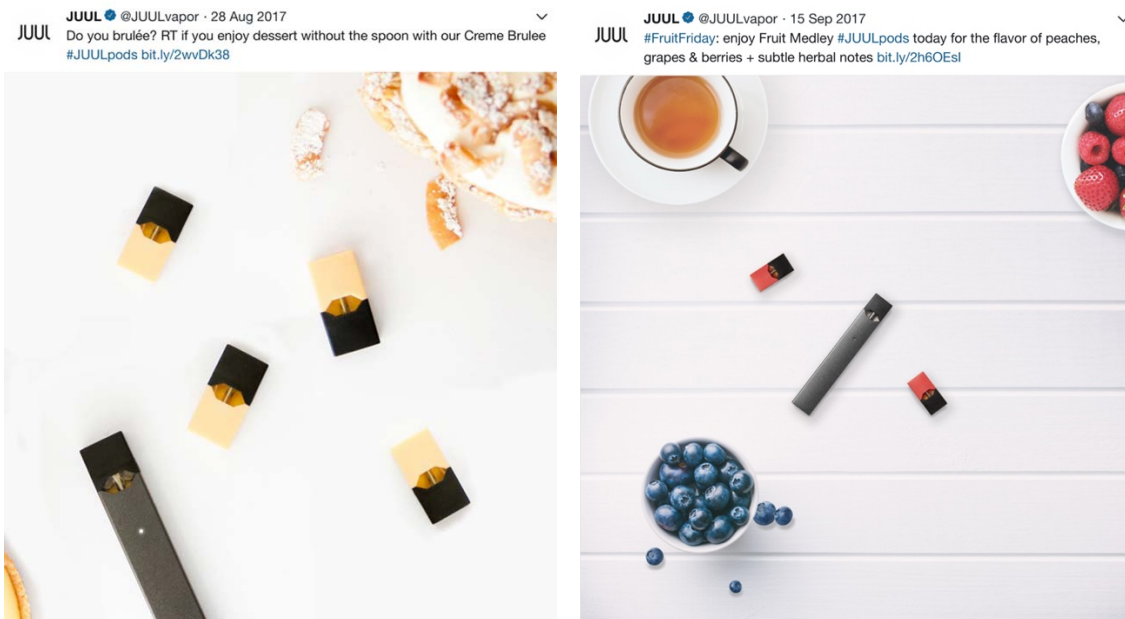 JUUL
JUUL @JUULvapor · 28 Aug 2017
Do you brulée? RT if you enjoy dessert without the spoon with our Creme Brulee
#JUULpods bit.ly/2wvDk38
JUUL
JUUL @JUULvapor · 15 Sep 2017
#FruitFriday: enjoy Fruit Medley #JUULpods today for the flavor of peaches,
grapes & berries + subtle herbal notes bit.ly/2h6OEsI